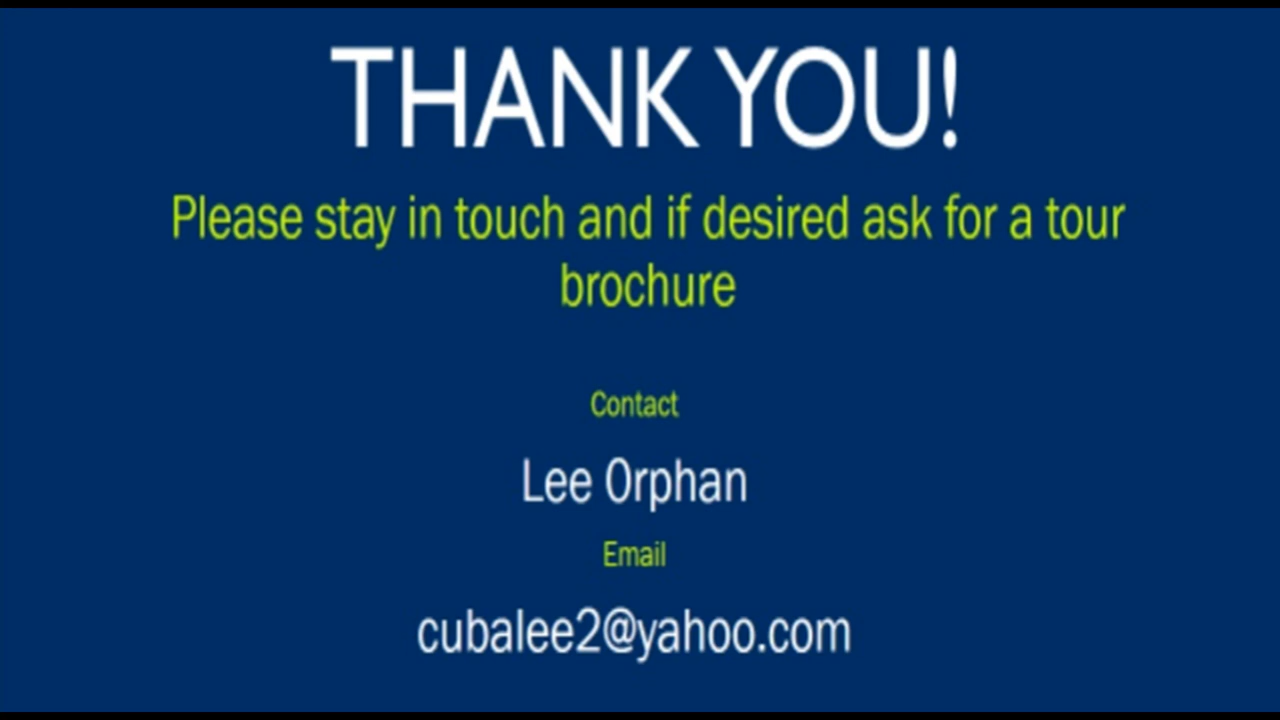 THANK YOU!
Please stay in touch and if desired ask for a tour
brochure
Contact
Lee Orphan
Email
cubalee2@yahoo.com